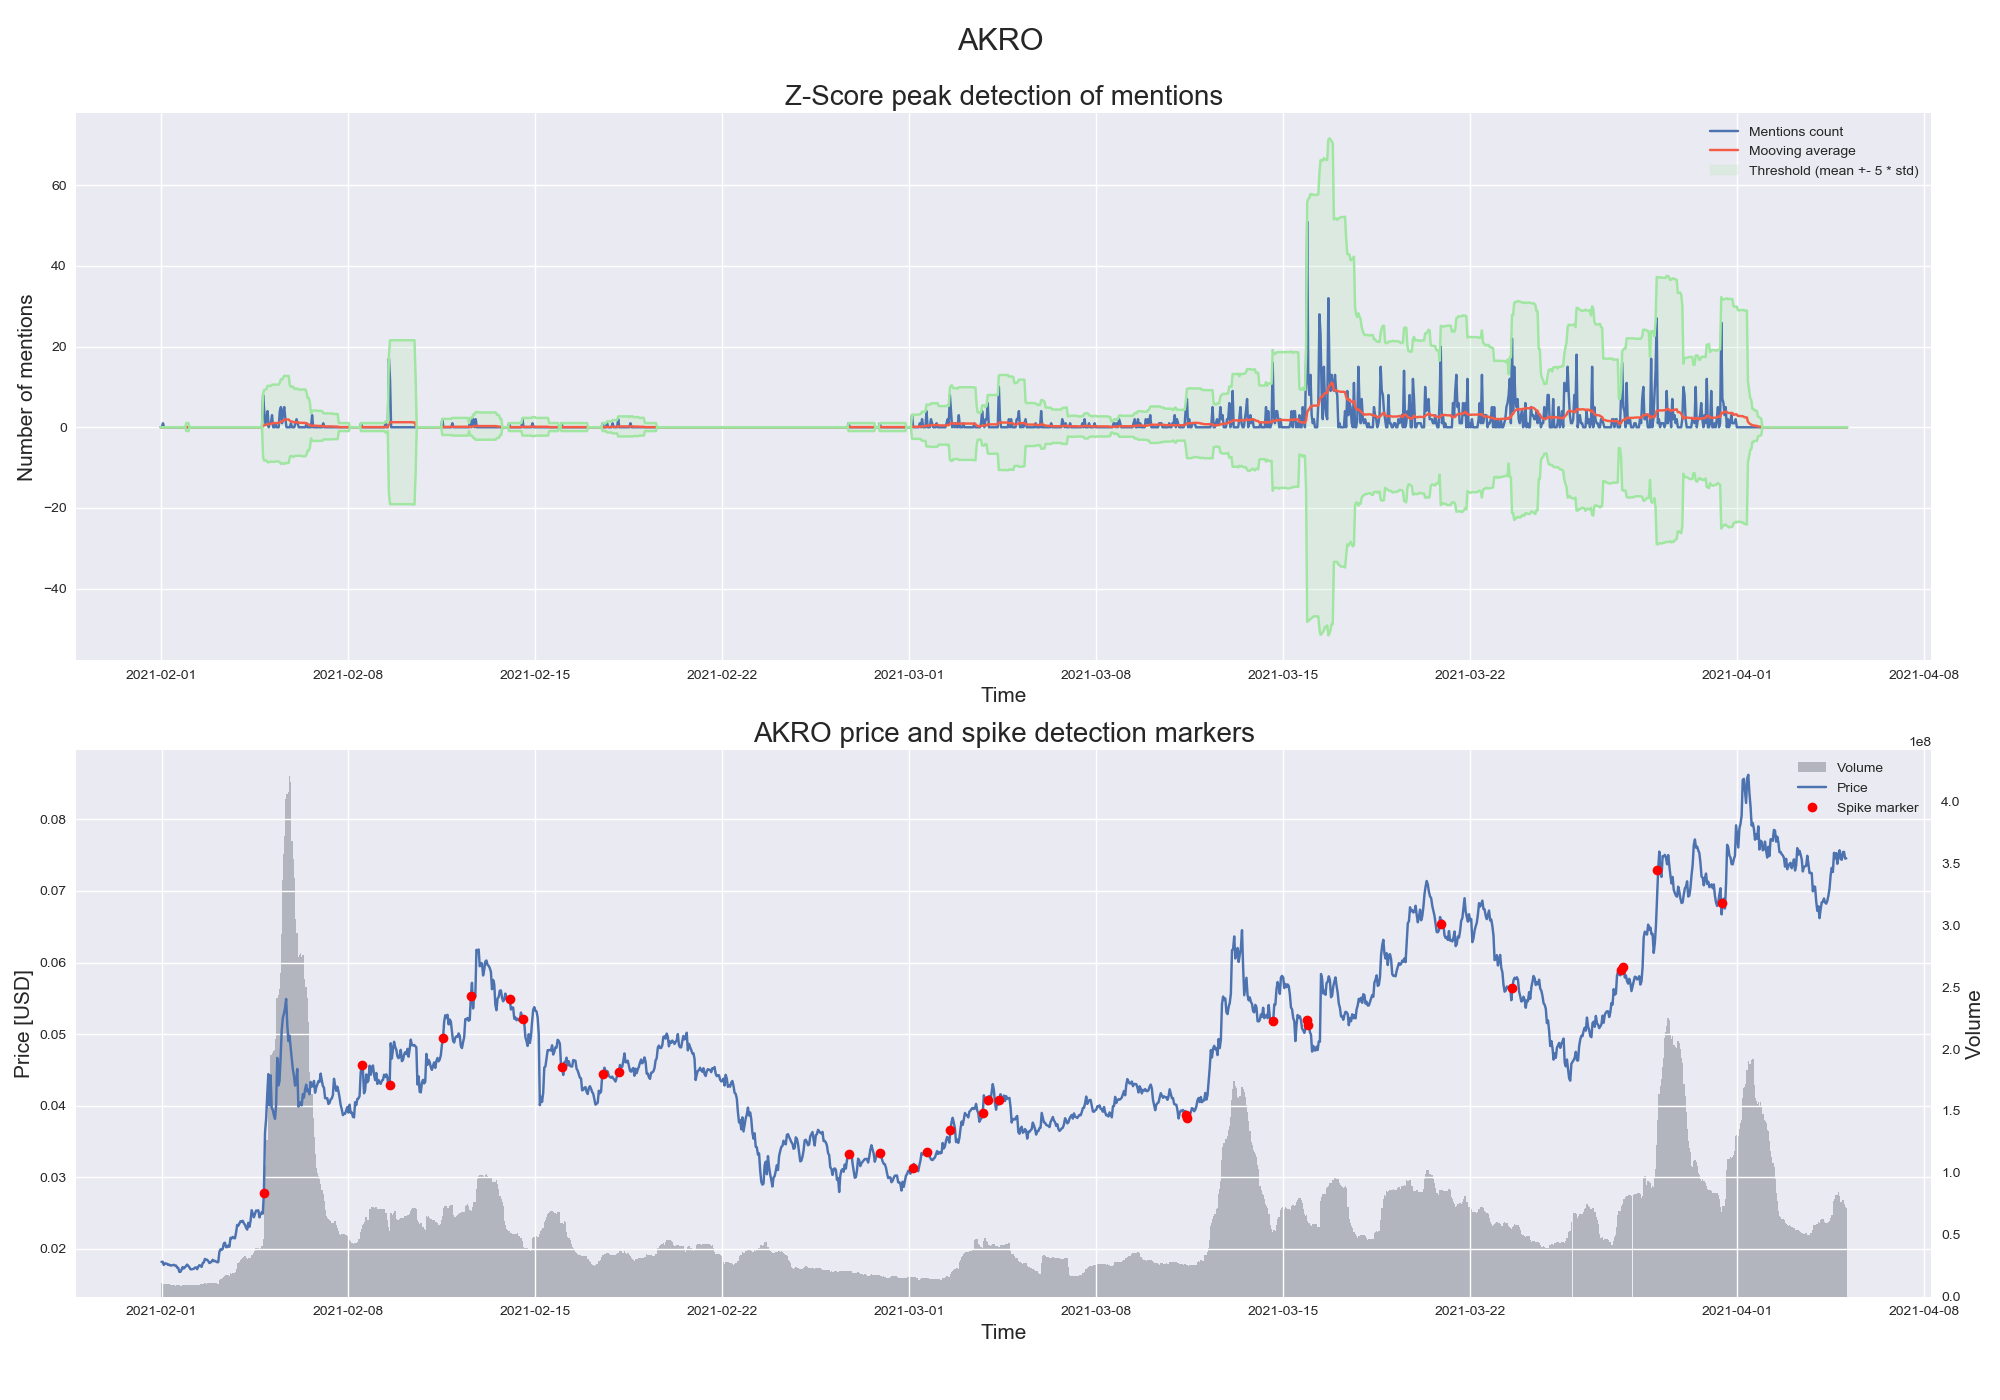 AKRO
Z-Score peak detection of mentions
Mentions count
Mooving average
Threshold (mean +- 5 * std)
Number of mentions
60
40
20
0
−20
−40
2021-02-01 2021-02-08 2021-02-15 2021-02-22 2021-03-01 2021-03-08 2021-03-15 2021-03-22 2021-04-01 2021-04-08
Time
AKRO price and spike detection markers
1e8
Volume
Price
Spike marker
Price [USD]
0.08
0.07
0.06
0.05
0.04
0.03
0.02
4.0
3.5
3.0
2.5
2.0
1.5
1.0
0.5
0.0
Volume
2021-02-01 2021-02-08 2021-02-15 2021-02-22 2021-03-01 2021-03-08 2021-03-15 2021-03-22 2021-04-01 2021-04-08
Time